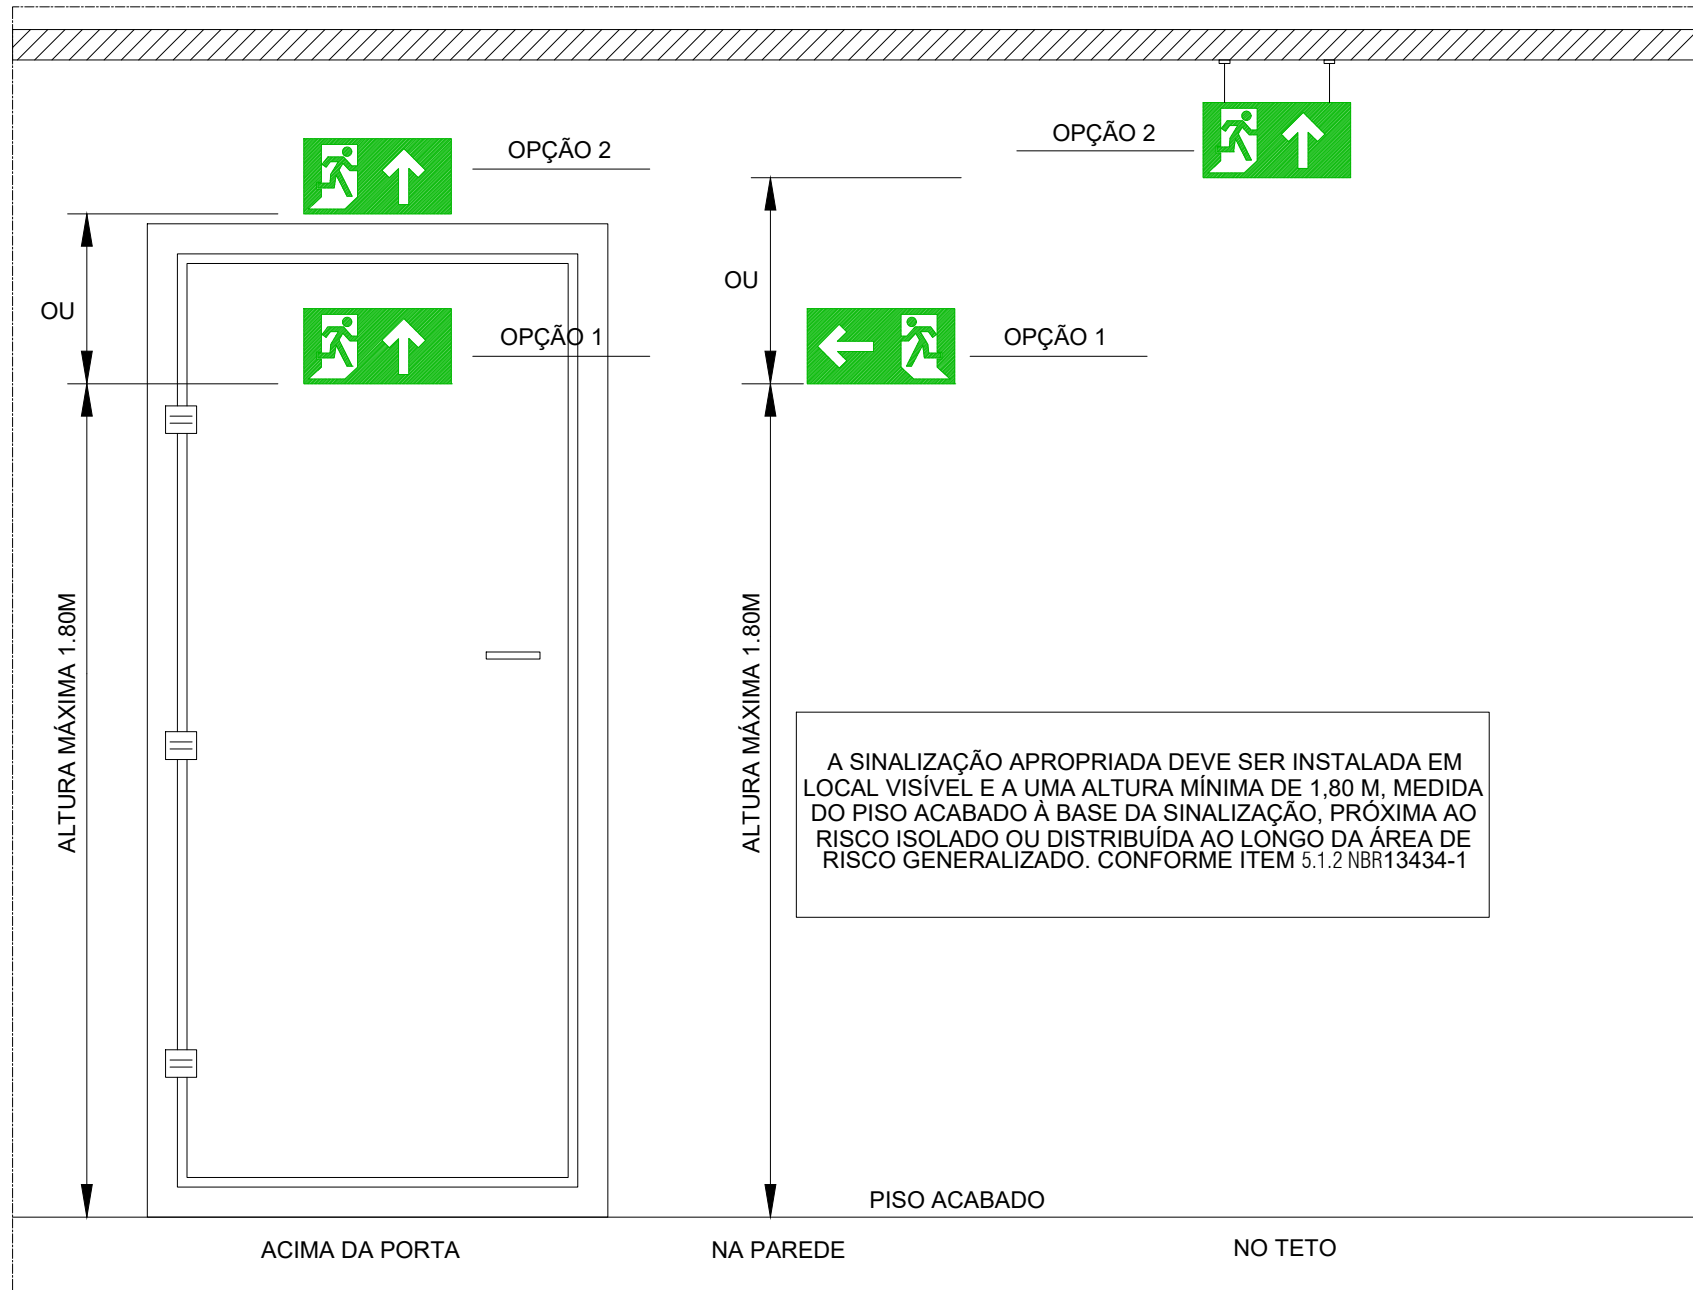 OPÇÃO 2
OPÇÃO 2
OU
OU
OPÇÃO 1
OPÇÃO 1
ALTURA MÁXIMA 1.80M
ALTURA MÁXIMA 1.80M
A SINALIZAÇÃO APROPRIADA DEVE SER INSTALADA EM
LOCAL VISÍVEL E A UMA ALTURA MÍNIMA DE 1,80 M, MEDIDA
DO PISO ACABADO À BASE DA SINALIZAÇÃO, PRÓXIMA AO
RISCO ISOLADO OU DISTRIBUÍDA AO LONGO DA ÁREA DE
RISCO GENERALIZADO. CONFORME ITEM 5.1.2 NBR13434-1
PISO ACABADO
ACIMA DA PORTA
NA PAREDE
NO TETO